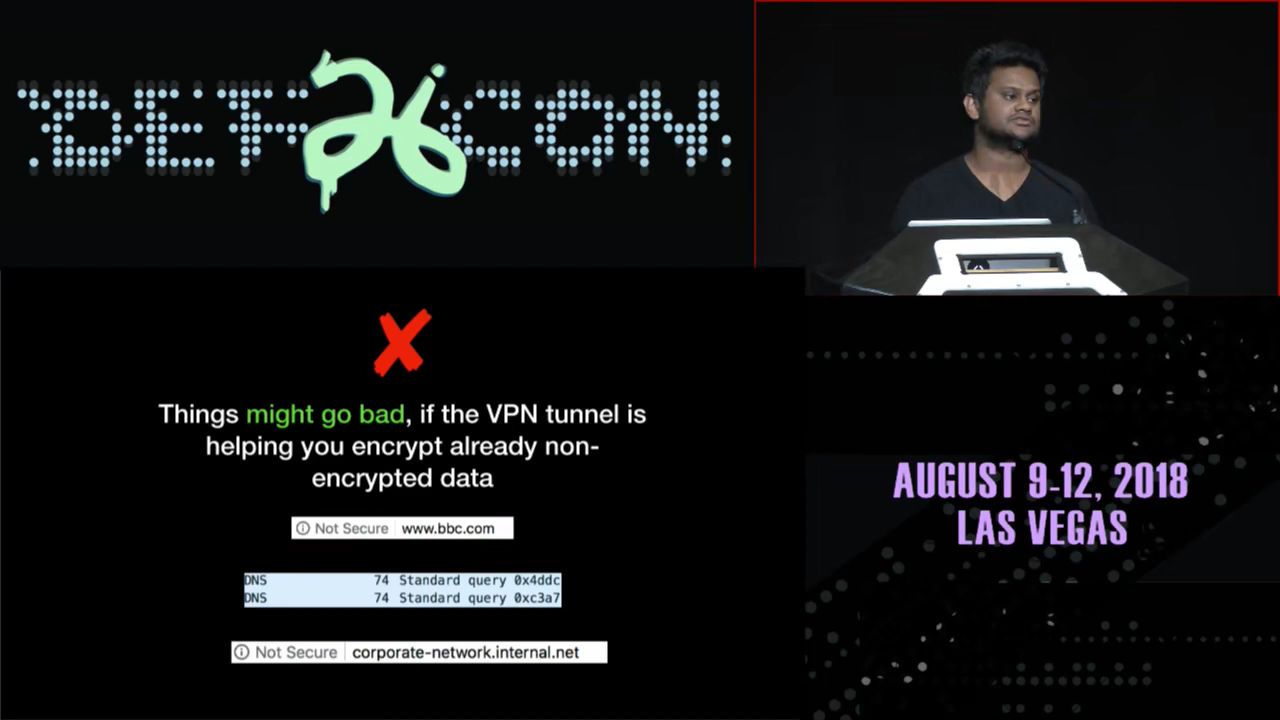 DEF CON 26
Things might go bad, if the VPN tunnel is
helping you encrypt already non-
encrypted data
Not Secure www.bbc.com
DNS 74 Standard query 0x4ddc
DNS 74 Standard query 0xc3a7
Not Secure corporate-network.internal.net
AUGUST 9-12, 2018
LAS VEGAS